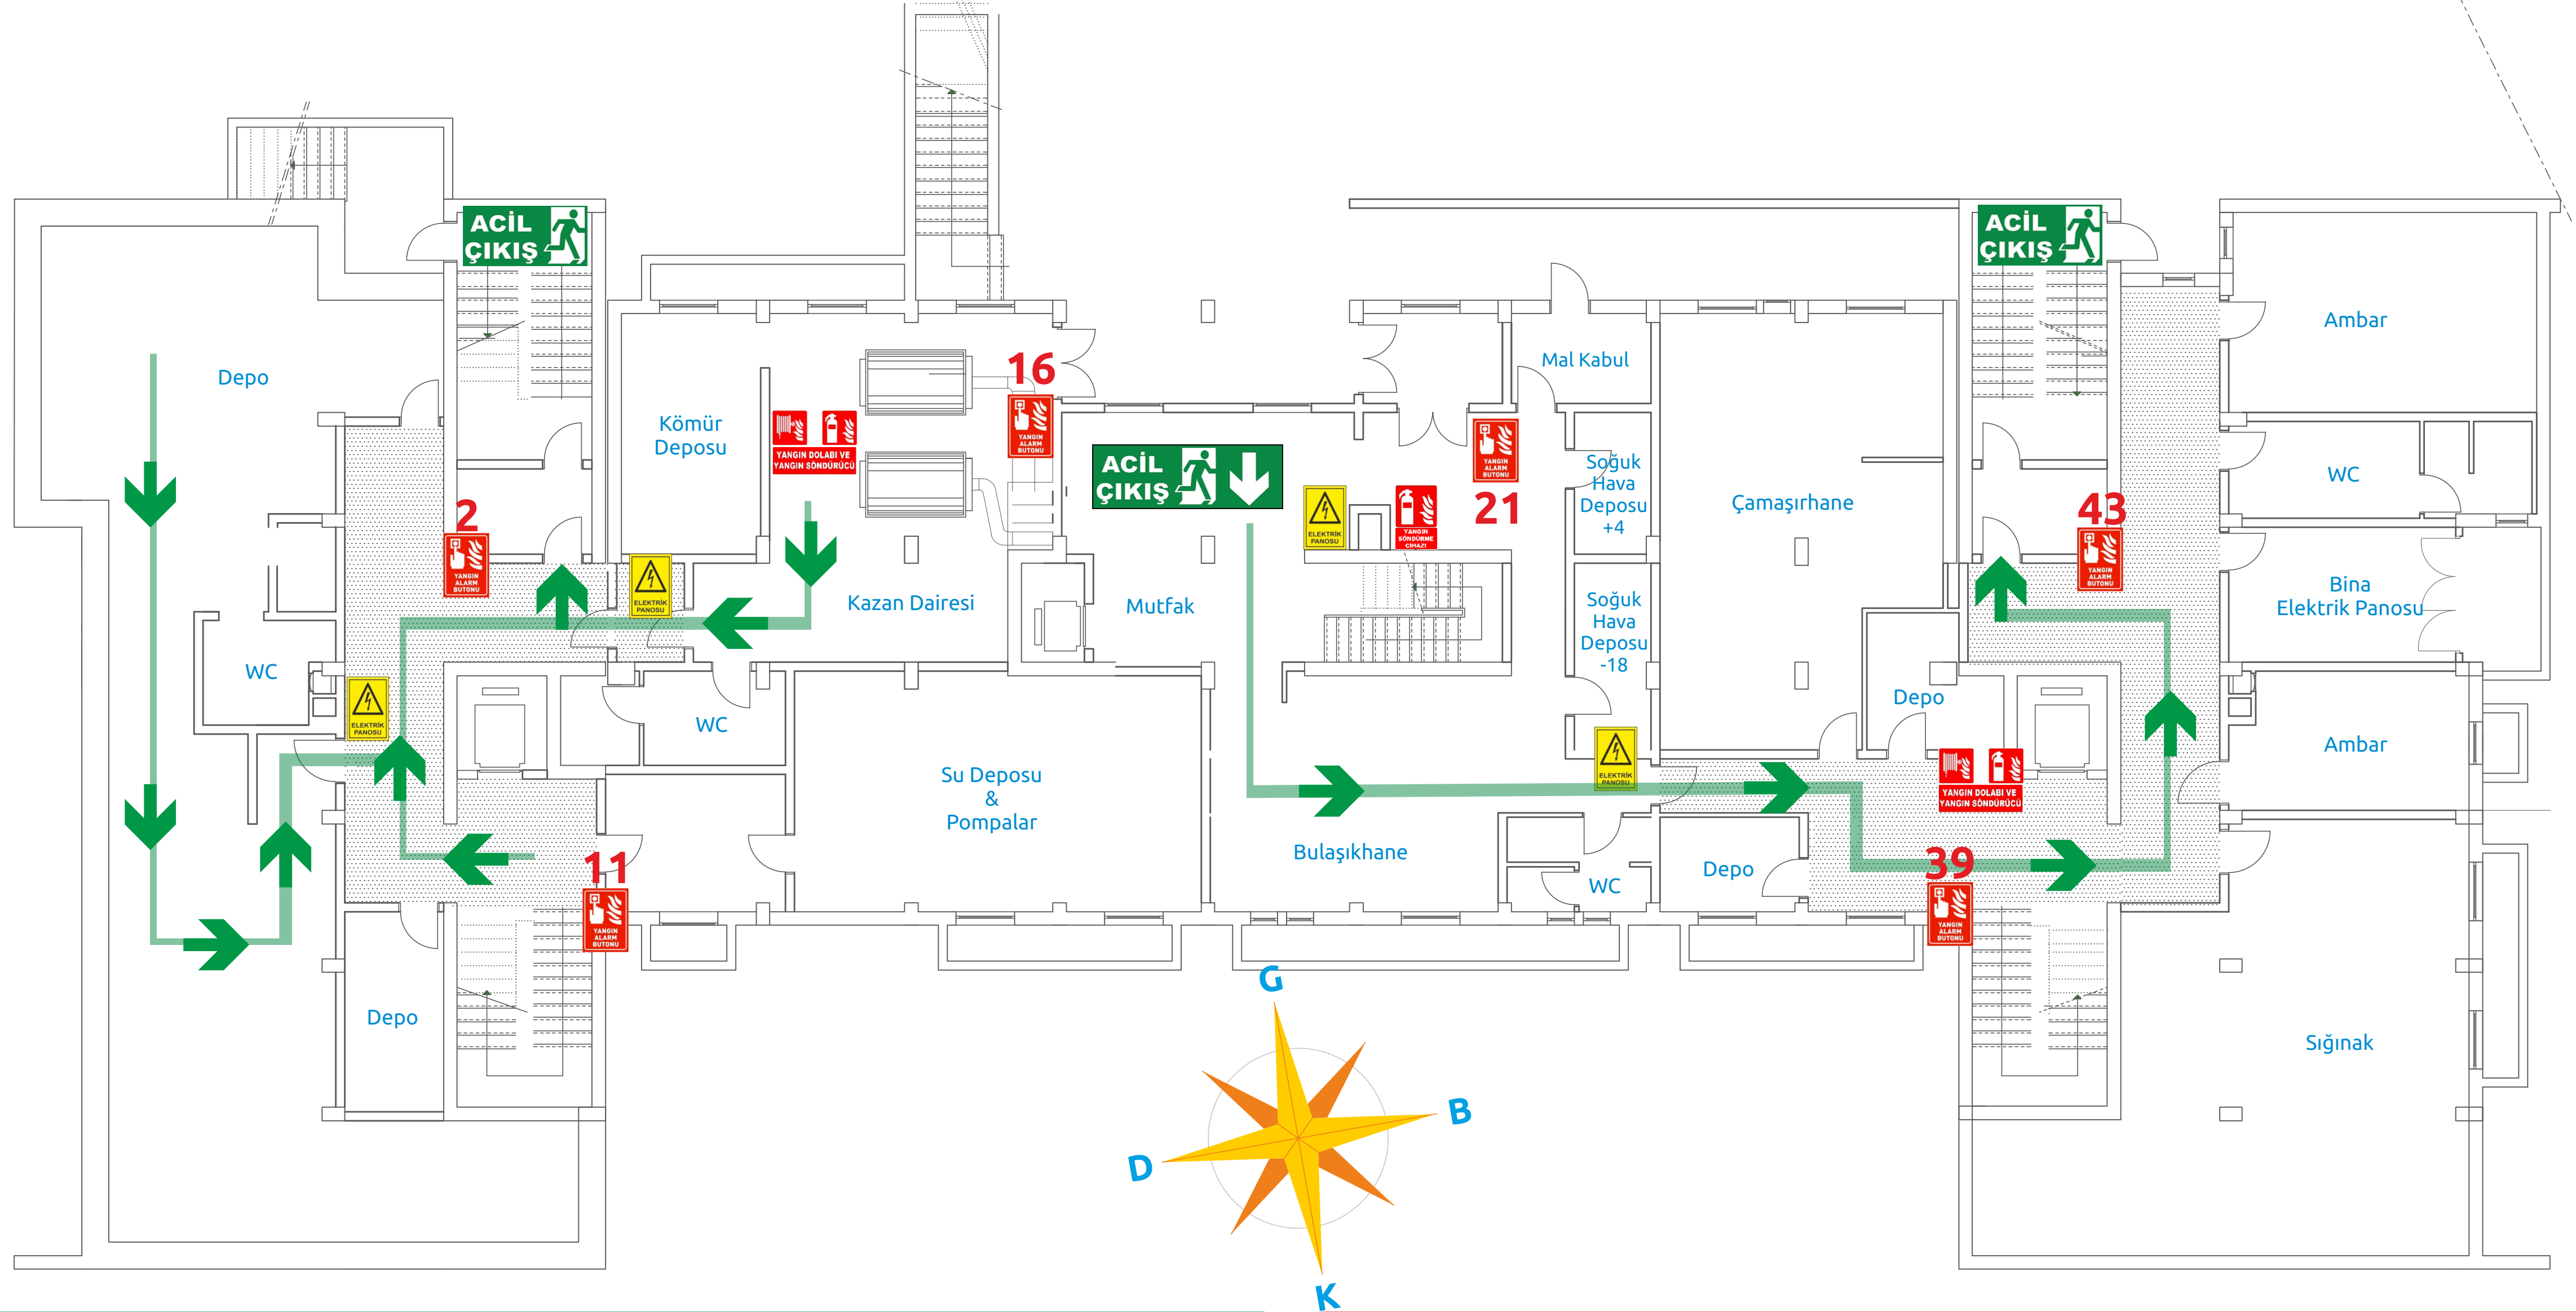 ACİL
ÇIKIŞ
ACİL
ÇIKIŞ
Ambar
Depo
16
Mal Kabul
YANGIN
ALARM
BUTONU
Kömür
Deposu
YANGIN DOLABI VE
YANGIN SÖNDÜRÜCÜ
ACİL
ÇIKIŞ
YANGIN
ALARM
BUTONU
21
ELEKTRİK
PANOSU
YANGIN
SÖNDÜRME
CİHAZI
Soğuk
Hava
Deposu
+4
Çamaşırhane
WC
2
YANGIN
ALARM
BUTONU
43
YANGIN
ALARM
BUTONU
ELEKTRİK
PANOSU
Kazan Dairesi
Mutfak
Soğuk
Hava
Deposu
-18
Bina
Elektrik Panosu
WC
ELEKTRİK
PANOSU
WC
Depo
Ambar
Su Deposu
&
Pompalar
ELEKTRİK
PANOSU
YANGIN DOLABI VE
YANGIN SÖNDÜRÜCÜ
Bulaşıkhane
11
YANGIN
ALARM
BUTONU
WC
Depo
39
YANGIN
ALARM
BUTONU
Depo
Sığınak
G
B
D
K